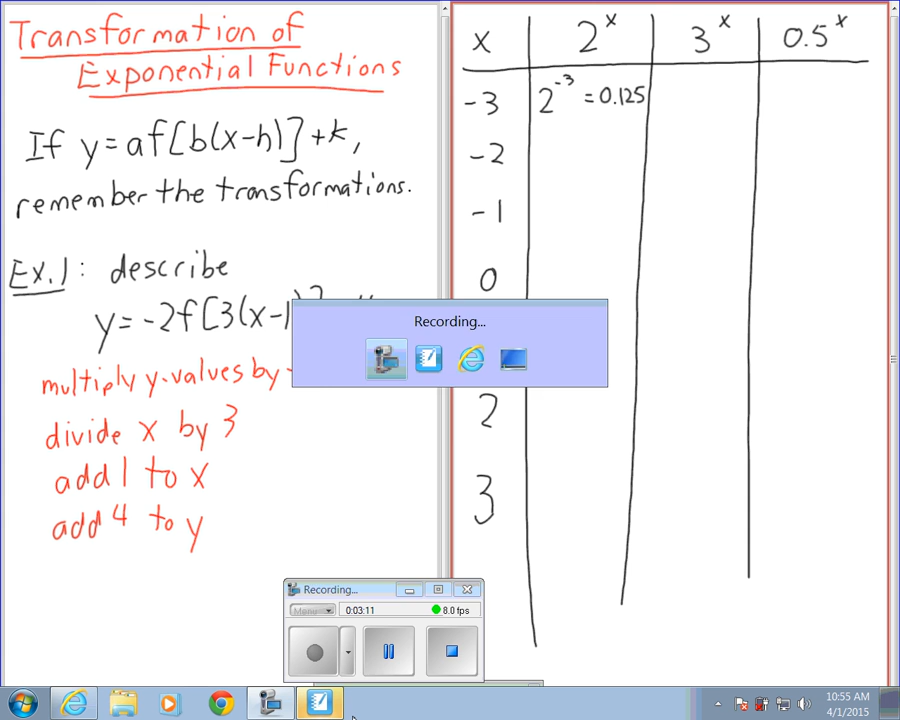 Transformation of
Exponential Functions
If y=af[b(x-h)]+k,
remember the transformations.
Ex.1: describe
y=-2f[3(x-1)
multiply y-values by
divide x by 3
add 1 to x
add 4 to y
x 2^x 3^x 0.5^x
-3 2^-3 =0.125
-2
-1
0
2
3
Recording...
Recording...
Menu 0:03:11 8.0 fps
10:55 AM
4/1/2015